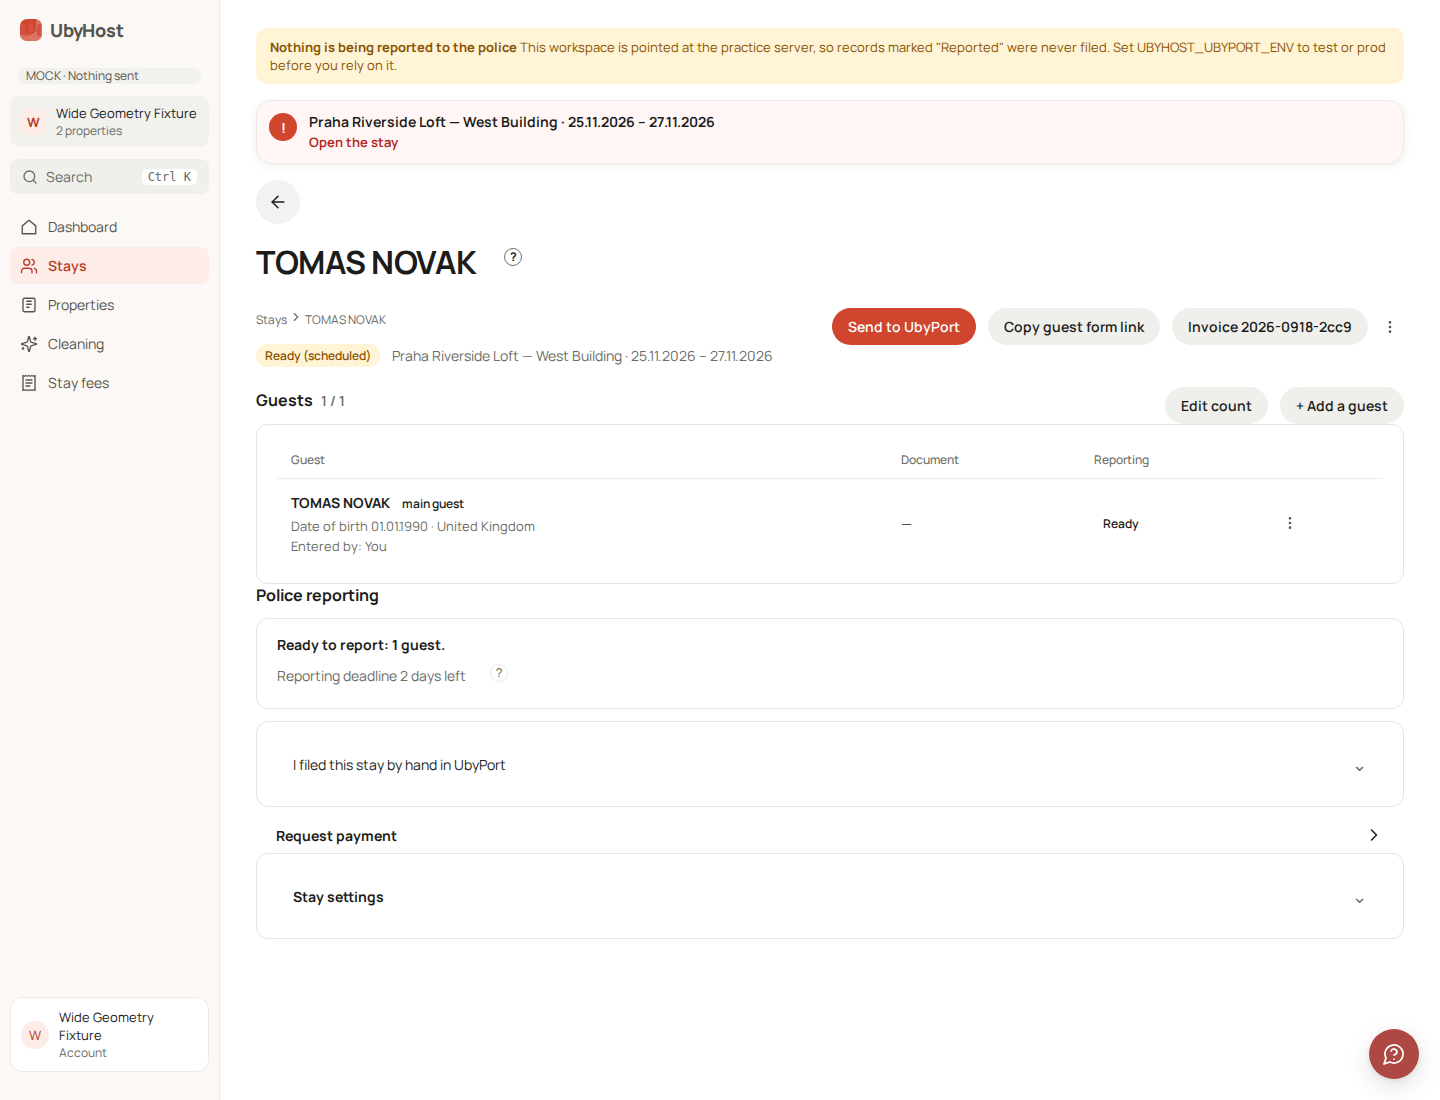 UbyHost
MOCK · Nothing sent
W
Wide Geometry Fixture
2 properties
Search
Ctrl K
Dashboard
Stays
Properties
Cleaning
Stay fees
W
Wide Geometry
Fixture
Account
Nothing is being reported to the police This workspace is pointed at the practice server, so records marked "Reported" were never filed. Set UBYHOST_UBYPORT_ENV to test or prod
before you rely on it.
!
Praha Riverside Loft — West Building · 25.11.2026 – 27.11.2026
Open the stay
TOMAS NOVAK
?
Stays > TOMAS NOVAK
Send to UbyPort
Copy guest form link
Invoice 2026-0918-2cc9
Ready (scheduled)
Praha Riverside Loft — West Building · 25.11.2026 – 27.11.2026
Guests 1 / 1
Edit count
+ Add a guest
Guest
Document
Reporting
TOMAS NOVAK main guest
Date of birth 01.01.1990 · United Kingdom
Entered by: You
—
Ready
Police reporting
Ready to report: 1 guest.
Reporting deadline 2 days left
?
I filed this stay by hand in UbyPort
Request payment
Stay settings